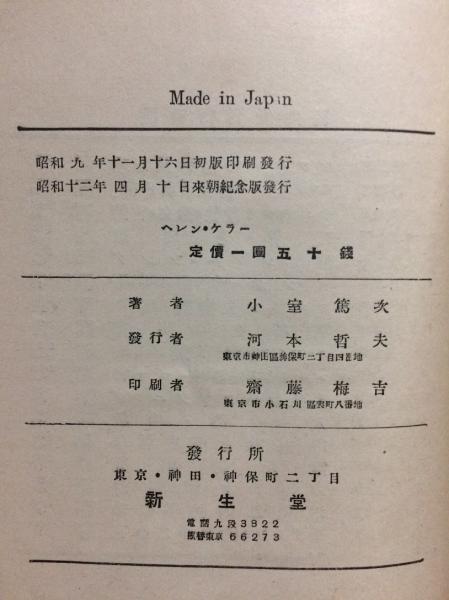 Made in Japan
昭和九年十一月十六日初版印刷發行
昭和十二年四月十日來朝紀念版發行
ヘレン・ケラー
定價一圓五十錢
著者 小室篤次
發行者 河本哲夫
東京市神田區神保町二丁目四番地
印刷者 齋藤梅吉
東京市小石川區表町八番地
發行所
東京・神田・神保町二丁目
新生堂
電話九段3822
振替東京66273